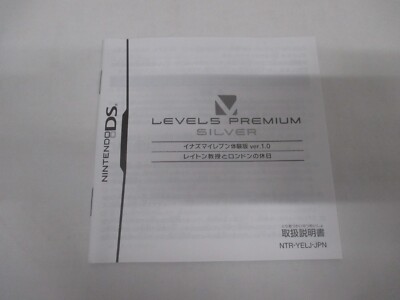 NINTENDO DS
LEVEL5 PREMIUM
SILVER
イナズマイレブン体験版 ver 1.0
レイトン教授とロンドンの休日
取扱説明書
NTR-YELJ-JPN